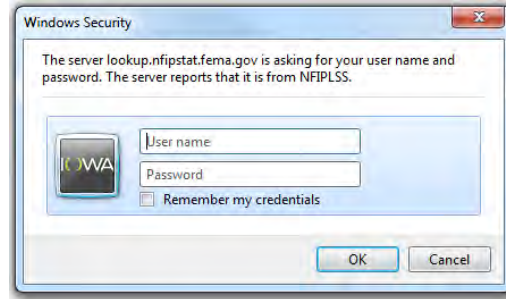 Windows Security
The server lookup.nfipstat.fema.gov is asking for your user name and
password. The server reports that it is from NFIPLSS.
IOWA
User name
Password
Remember my credentials
OK Cancel